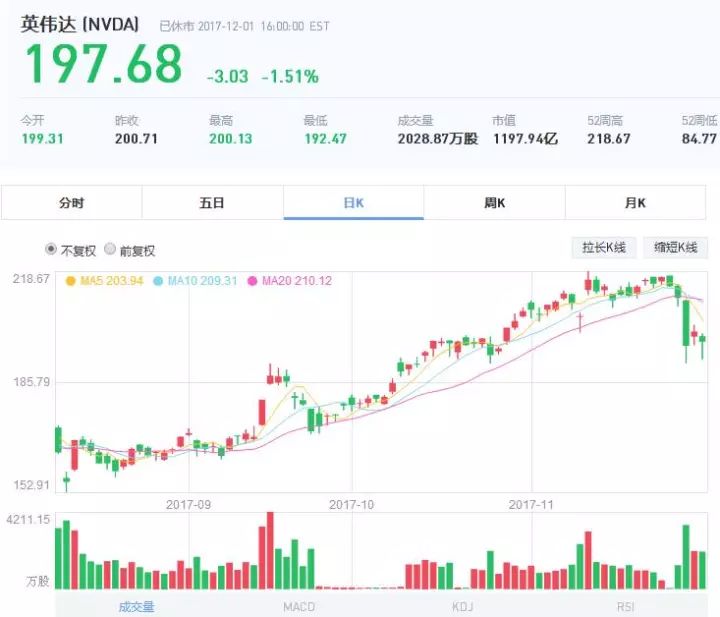 英伟达 (NVDA) 已休市 2017-12-01 16:00:00 EST
197.68 -3.03 -1.51%
今开 昨收 最高 最低 成交量 市值 52周高 52周低
199.31 200.71 200.13 192.47 2028.87万股 1197.94亿 218.67 84.77
分时 五日 日K 周K 月K
不复权 前复权 拉长K线 缩短K线
218.67 MA5 203.94 MA10 209.31 MA20 210.12
185.79
152.91
2017-09 2017-10 2017-11
4211.15
万股
成交量 MACD KDJ RSI